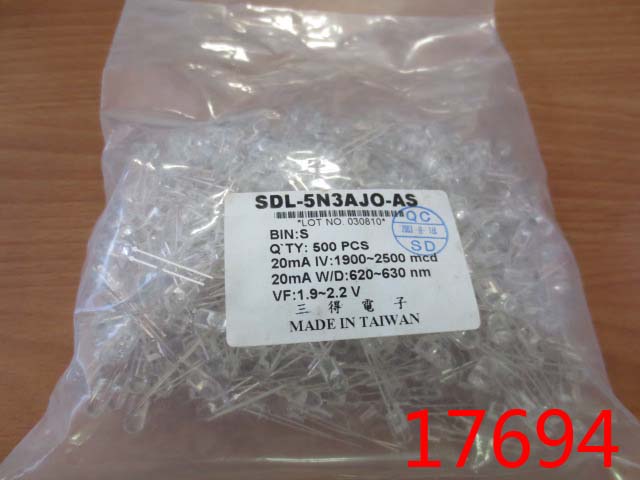 SDL-5N3AJO-AS
*LOT NO. 030810*
BIN:S
Q`TY: 500 PCS
20mA IV:1900~2500 mcd
20mA W/D:620~630 nm
VF:1.9~2.2 V
三得電子
MADE IN TAIWAN
QC
SD
17694